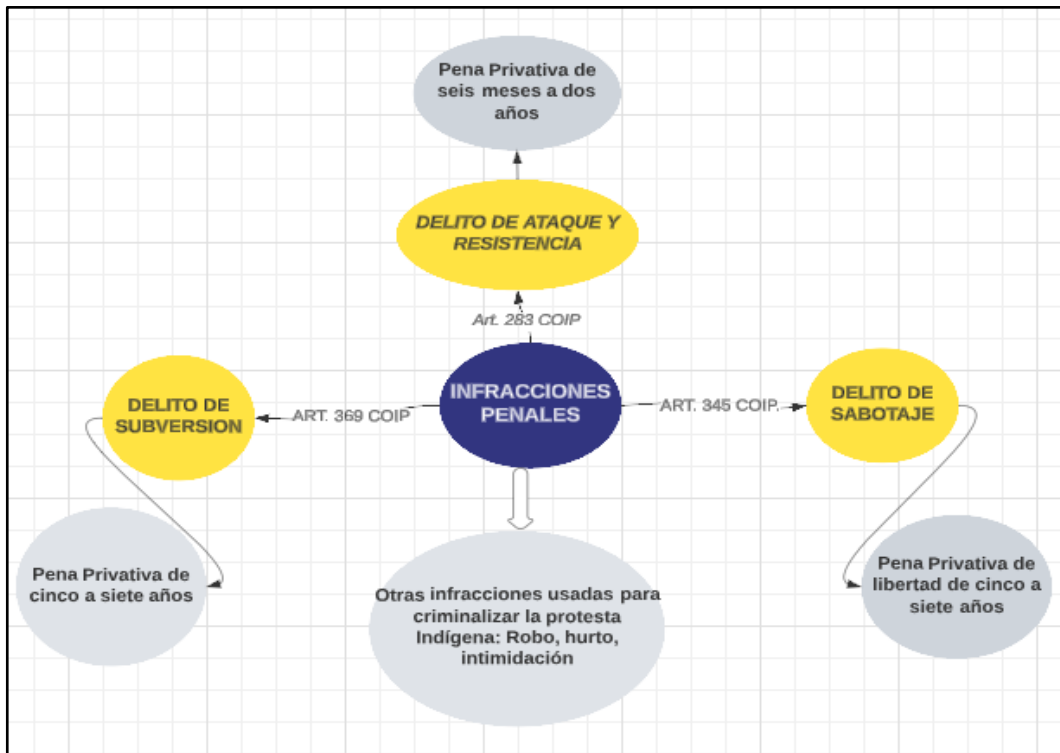 Pena Privativa de
seis meses a dos
años
DELITO DE ATAQUE Y
RESISTENCIA
Art. 283 COIP
INFRACCIONES
PENALES
DELITO DE
SUBVERSION
ART. 369 COIP
ART. 345 COIP.
DELITO DE
SABOTAJE
Pena Privativa de
cinco a siete años
Otras infracciones usadas para
criminalizar la protesta
Indígena: Robo, hurto,
intimidación
Pena Privativa de
libertad de cinco a
siete años